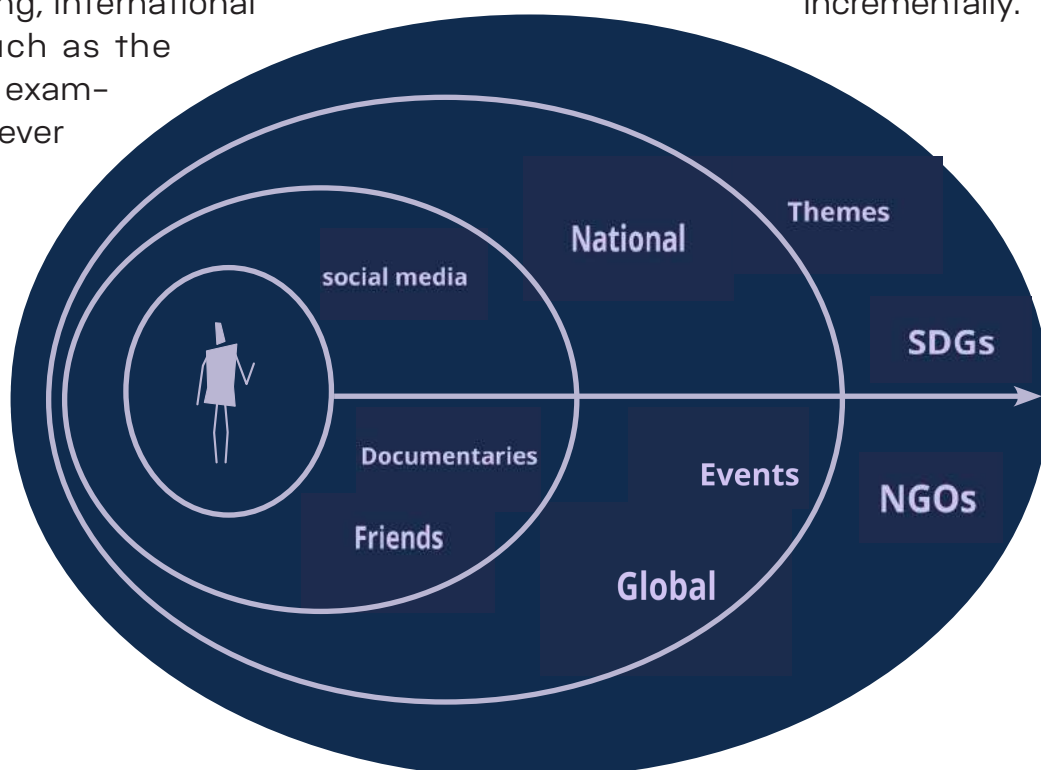 ng, International
uch as the
exam-
ever
incrementally.
Themes
National
social media
SDGs
Documentaries
Events
NGOs
Friends
Global